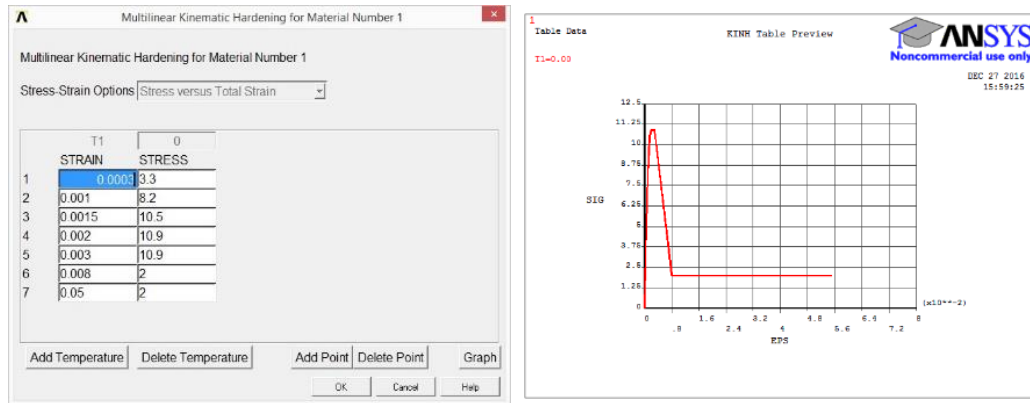 Multilinear Kinematic Hardening for Material Number 1
Multilinear Kinematic Hardening for Material Number 1
Stress-Strain Options Stress versus Total Strain
T1 0
STRAIN STRESS
1 0.0003 3.3
2 0.001 8.2
3 0.0015 10.5
4 0.002 10.9
5 0.003 10.9
6 0.008 2
7 0.05 2
Add Temperature Delete Temperature Add Point Delete Point Graph
OK Cancel Help
1
Table Data
KINH Table Preview
ANSYS
Noncommercial use only
T1=0.00
DEC 27 2016
15:59:25
12.5
11.25
10
8.75
7.5
6.25
SIG
5
3.75
2.5
1.25
0
(x10**-2)
0 1.6 3.2 4.8 6.4 8
.8 2.4 4 5.6 7.2
EPS